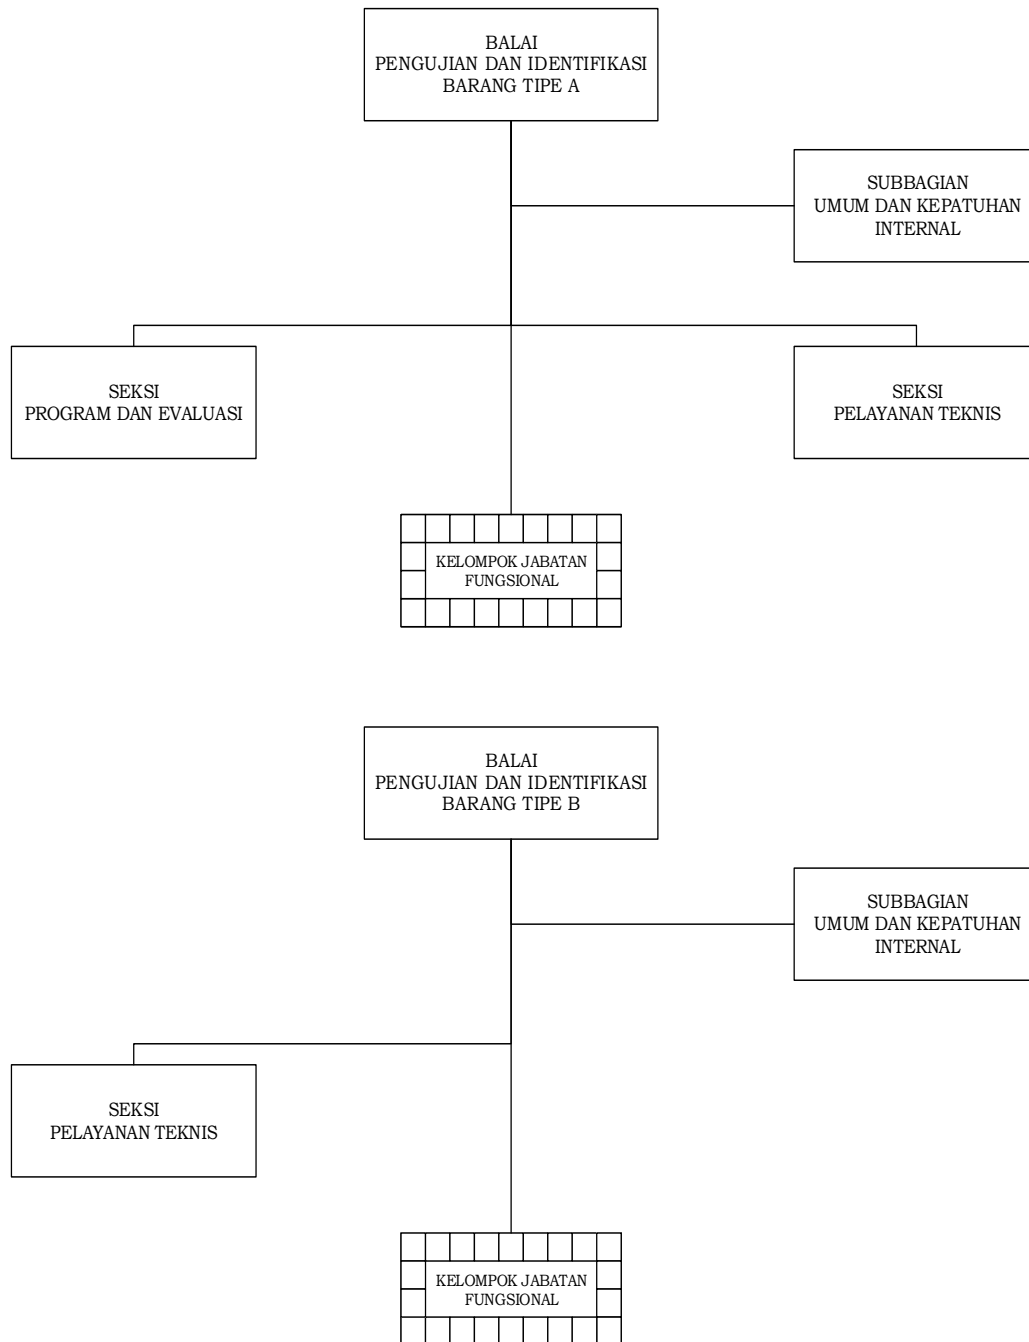 BALAI
PENGUJIAN DAN IDENTIFIKASI
BARANG TIPE A
SUBBAGIAN
UMUM DAN KEPATUHAN
INTERNAL
SEKSI
PROGRAM DAN EVALUASI
SEKSI
PELAYANAN TEKNIS
KELOMPOK JABATAN
FUNGSIONAL
BALAI
PENGUJIAN DAN IDENTIFIKASI
BARANG TIPE B
SUBBAGIAN
UMUM DAN KEPATUHAN
INTERNAL
SEKSI
PELAYANAN TEKNIS
KELOMPOK JABATAN
FUNGSIONAL